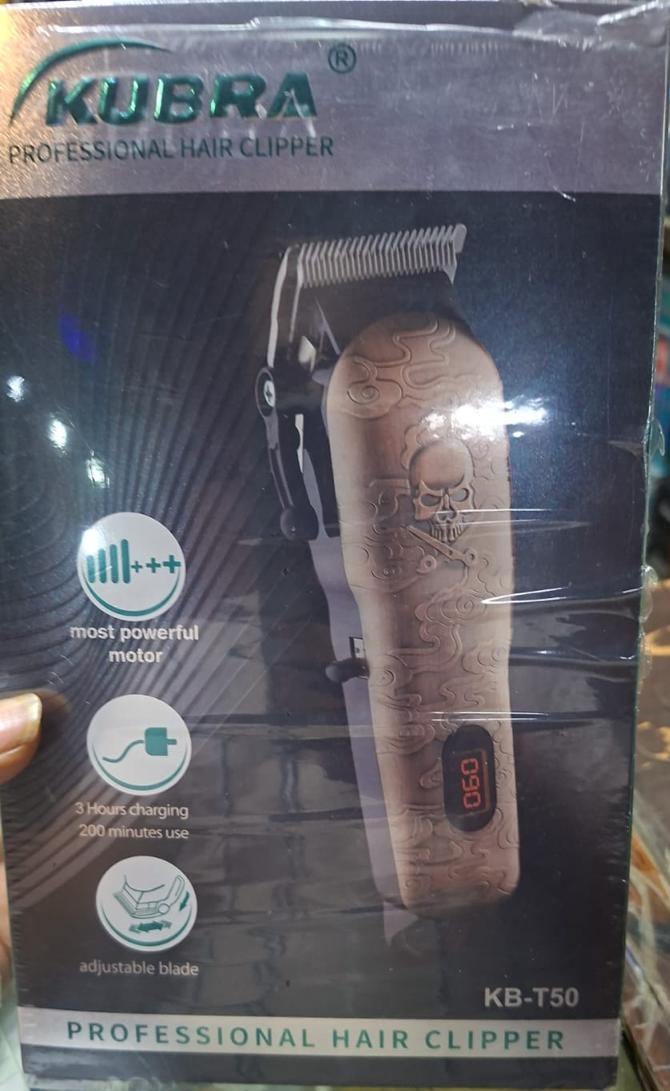 KUBRA®
PROFESSIONAL HAIR CLIPPER
+++
most powerful
motor
3 Hours charging
200 minutes use
adjustable blade
060
KB-T50
PROFESSIONAL HAIR CLIPPER